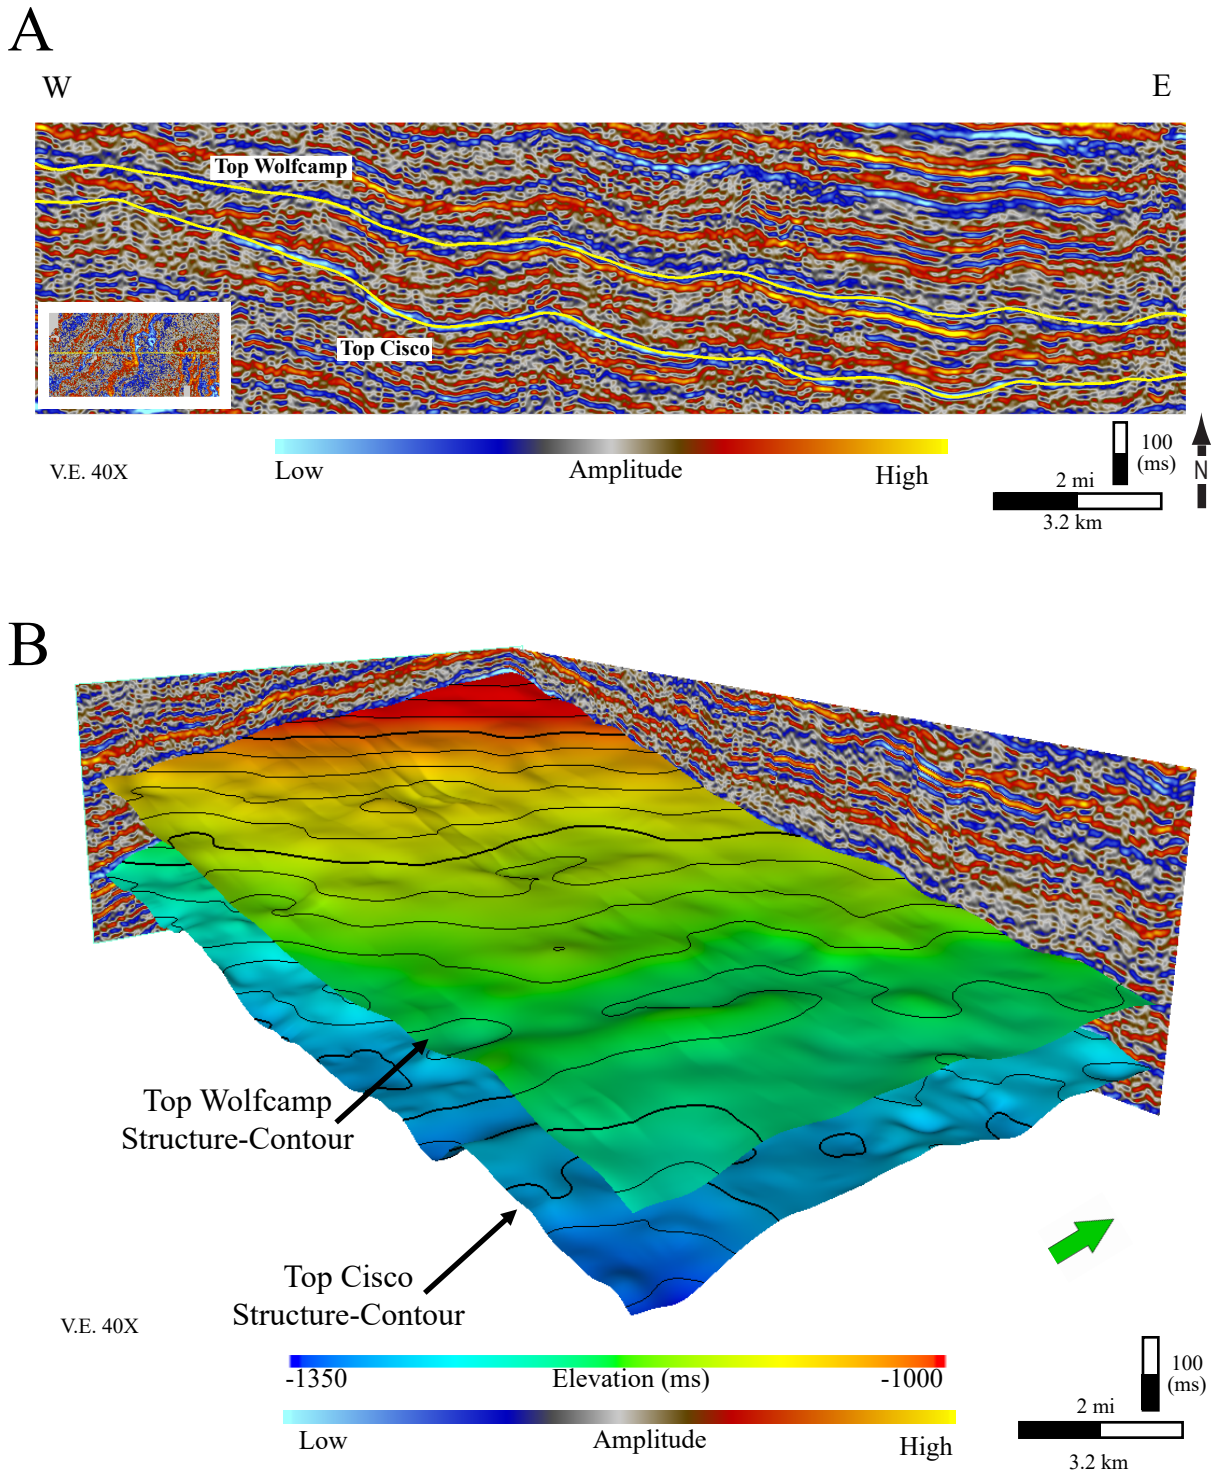 A
W
E
Top Wolfcamp
Top Cisco
V.E. 40X
Low
Amplitude
High
100
(ms)
N
2 mi
3.2 km
B
Top Wolfcamp
Structure-Contour
Top Cisco
Structure-Contour
V.E. 40X
-1350
Elevation (ms)
-1000
Low
Amplitude
High
100
(ms)
2 mi
3.2 km